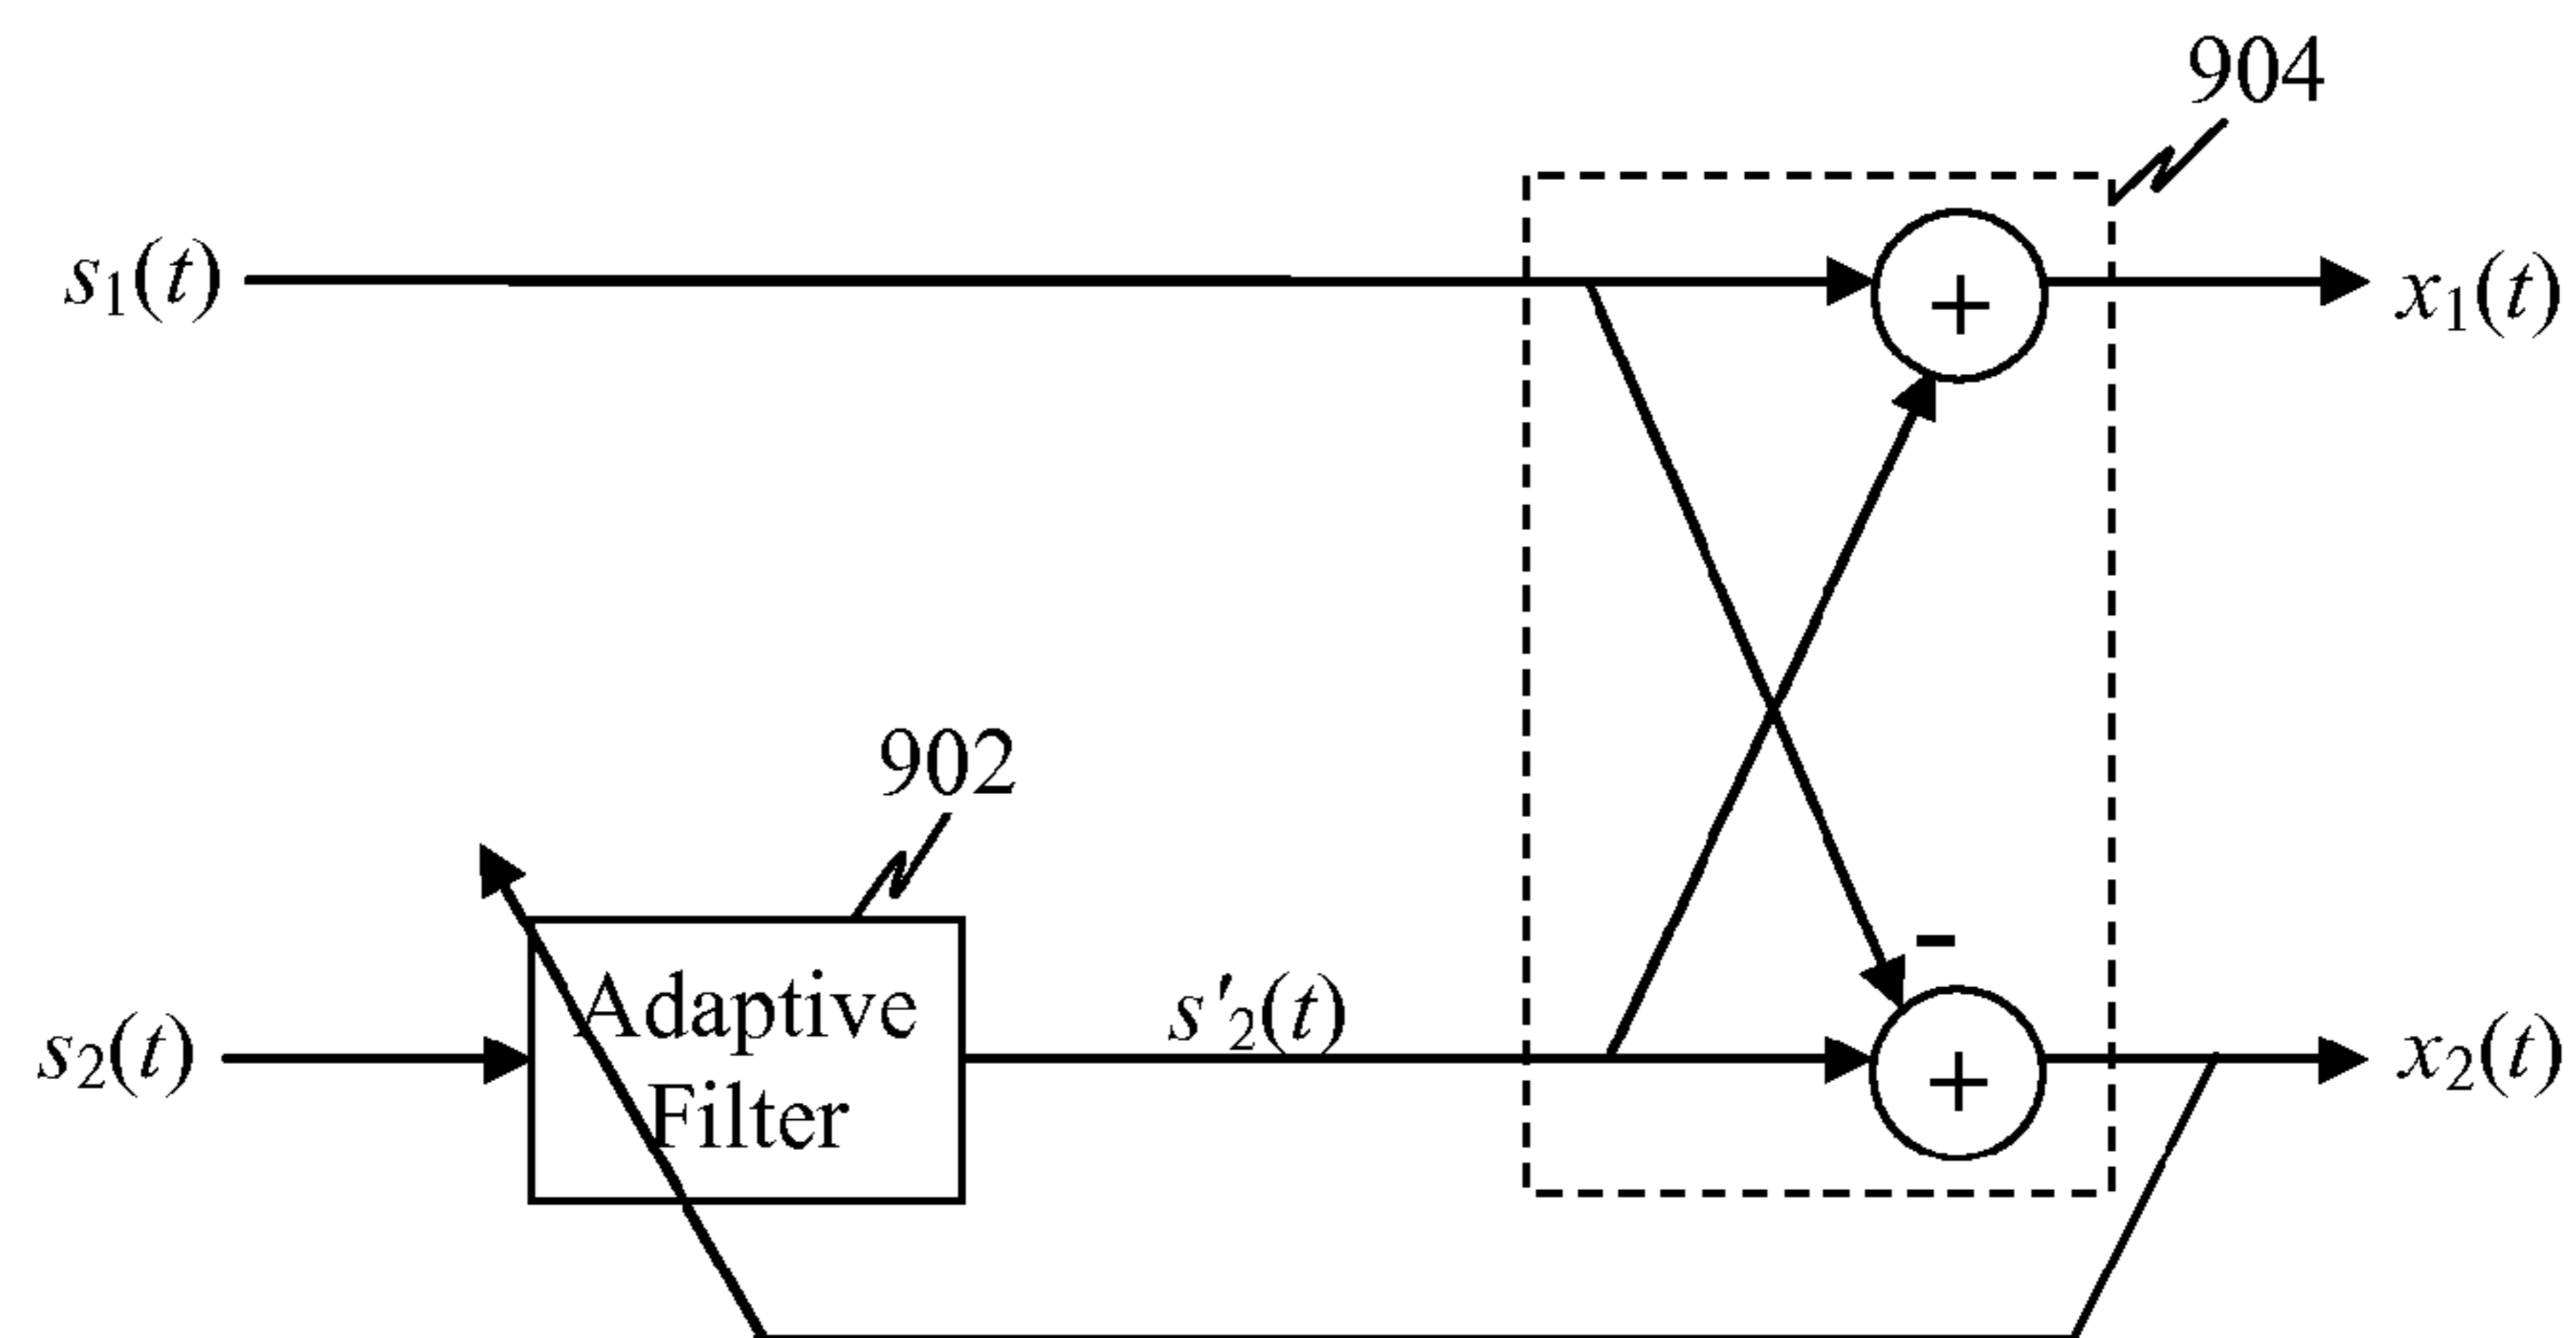 904
s₁(t)
+
x₁(t)
902
-
Adaptive
Filter
s₂(t)
s'₂(t)
+
x₂(t)